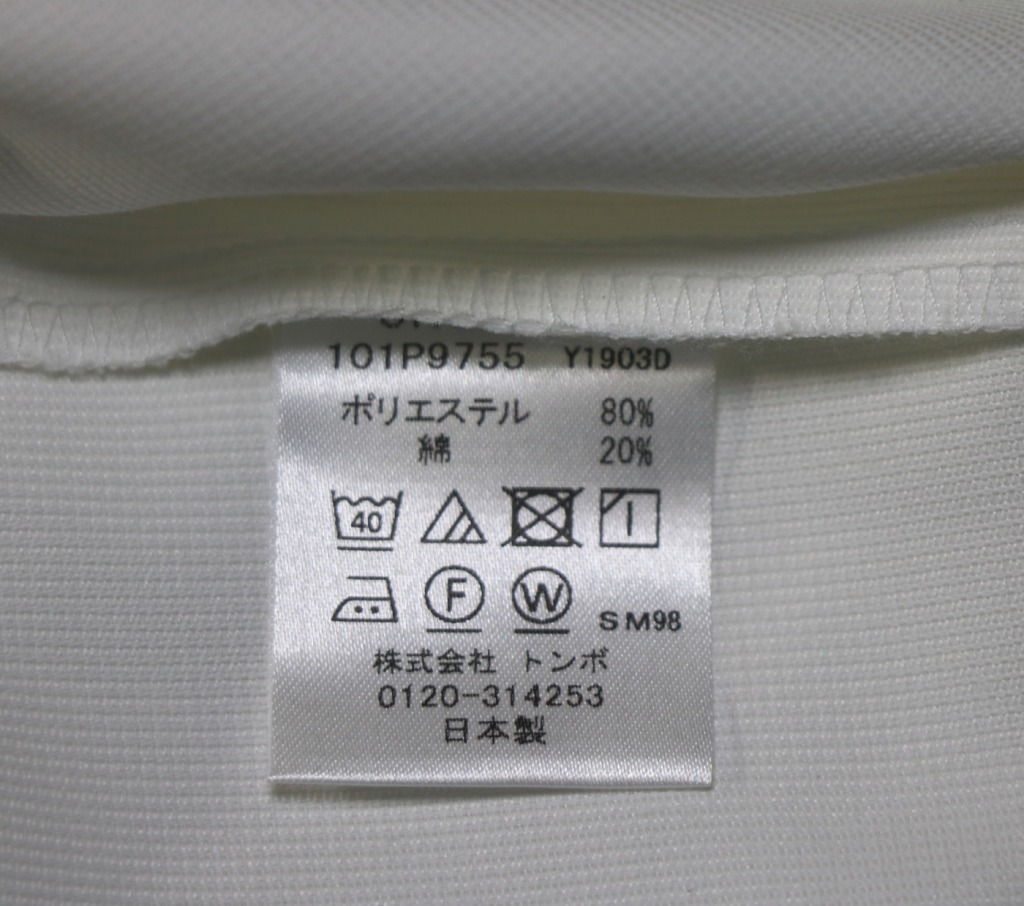 101P9755 Y1903D
ポリエステル 80%
綿 20%
40
F W SM98
株式会社 トンボ
0120-314253
日本製